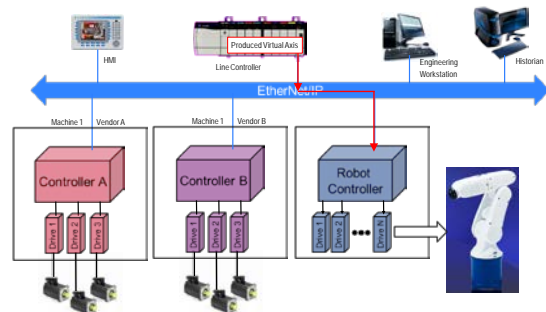 Produced Virtual Axis
HMI
Line Controller
Engineering
Workstation
Historian
EtherNet/IP
Machine 1 Vendor A
Machine 1 Vendor B
Controller A
Controller B
Robot
Controller
Drive 1
Drive 2
Drive 3
Drive 1
Drive 2
Drive 3
Drive 1
Drive 2
Drive N